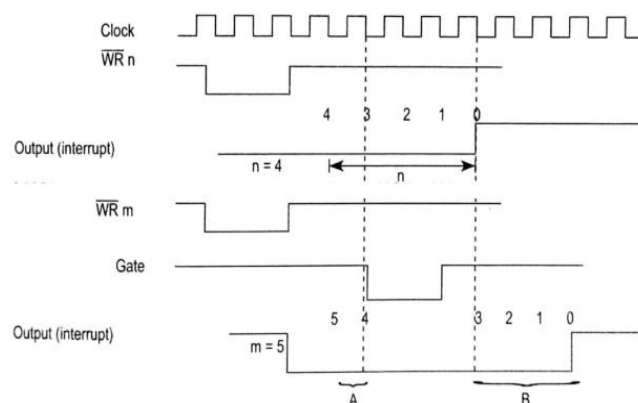 Clock
WR n
4 3 2 1 0
Output (interrupt)
n = 4
n
WR m
Gate
5 4 3 2 1 0
Output (interrupt)
m = 5
A B